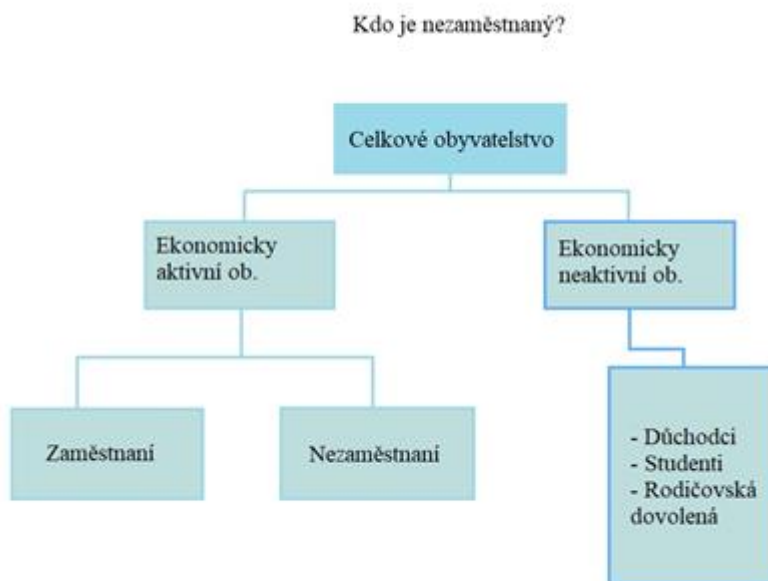 Kdo je nezaměstnaný?
Celkové obyvatelstvo
Ekonomicky
aktivní ob.
Ekonomicky
neaktivní ob.
Zaměstnaní
Nezaměstnaní
- Důchodci
- Studenti
- Rodičovská
dovolená